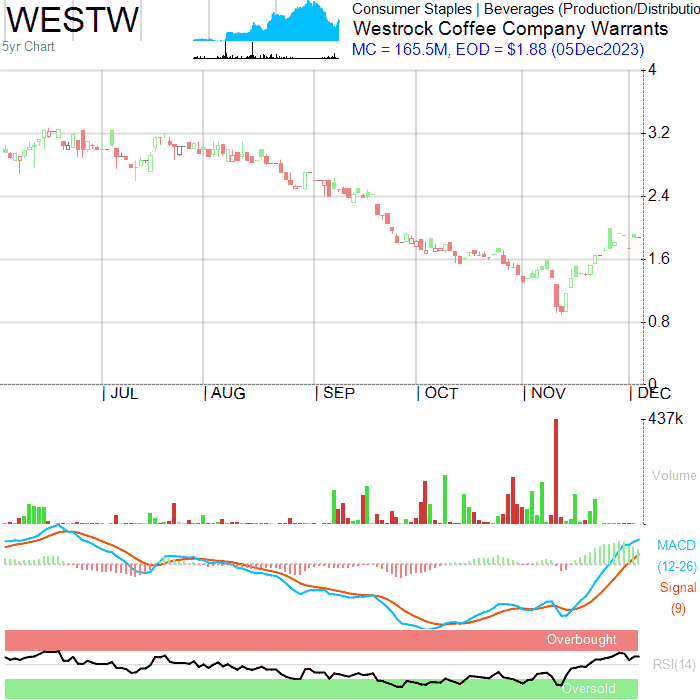 WESTW
5yr Chart
Consumer Staples | Beverages (Production/Distributio
Westrock Coffee Company Warrants
MC = 165.5M, EOD = $1.88 (05Dec2023)
4
3.2
2.4
1.6
0.8
0
| JUL | AUG | SEP | OCT | NOV | DEC
437k
Volume
MACD
(12-26)
Signal
(9)
Overbought
RSI(14)
Oversold